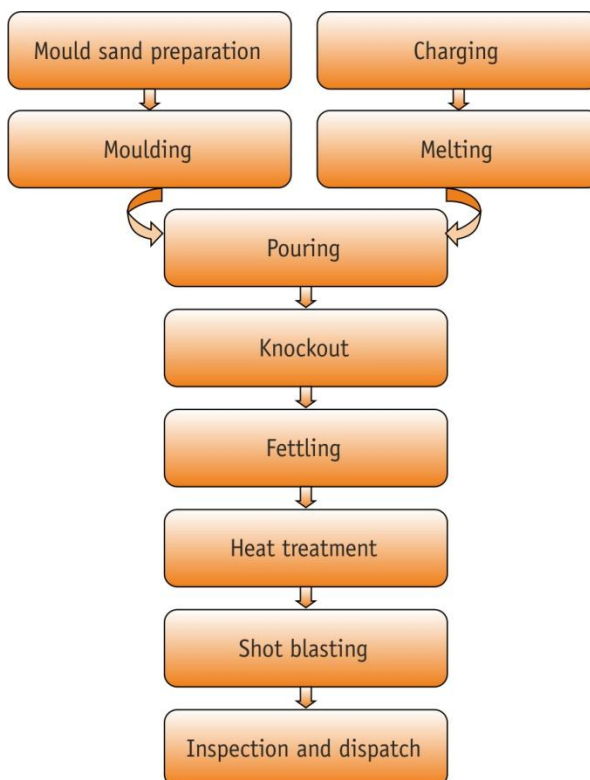 Mould sand preparation
Charging
Moulding
Melting
Pouring
Knockout
Fettling
Heat treatment
Shot blasting
Inspection and dispatch